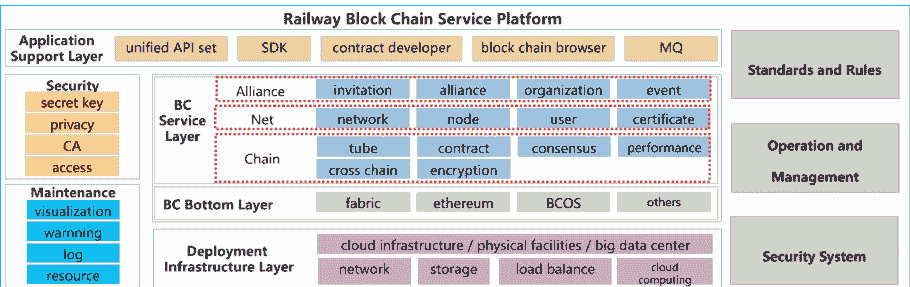 Railway Block Chain Service Platform
Application
Support Layer
unified API set
SDK
contract developer
block chain browser
MQ
Security
secret key
privacy
CA
access
Maintenance
visualization
warnning
log
resource
BC
Service
Layer
Alliance
invitation
alliance
organization
event
Net
network
node
user
certificate
Chain
tube
contract
consensus
performance
cross chain
encryption
BC Bottom Layer
fabric
ethereum
BCOS
others
Deployment
Infrastructure Layer
cloud infrastructure / physical facilities / big data center
network
storage
load balance
cloud
computing
Standards and Rules
Operation and
Management
Security System